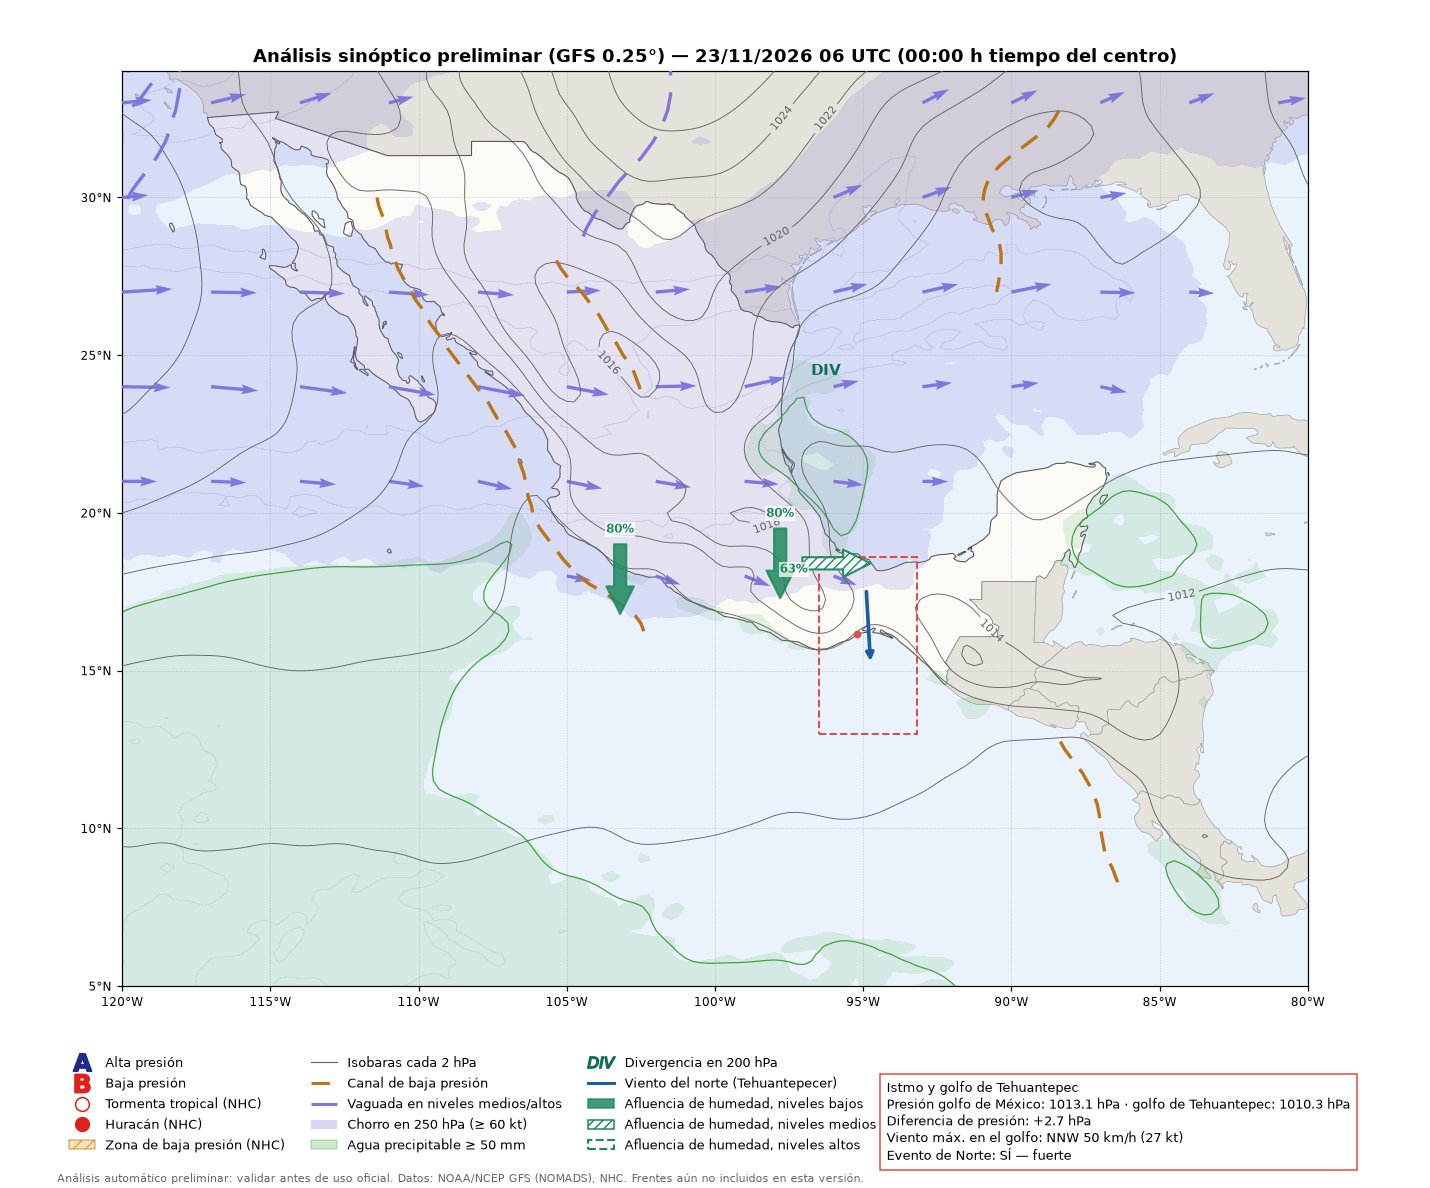 Análisis sinóptico preliminar (GFS 0.25°) — 23/11/2026 06 UTC (00:00 h tiempo del centro)
1024
1022
30°N
1020
25°N
1016
DIV
20°N
80%
80%
1018
63%
1012
1014
15°N
10°N
5°N
120°W
115°W
110°W
105°W
100°W
95°W
90°W
85°W
80°W
A Alta presión
B Baja presión
Tormenta tropical (NHC)
Huracán (NHC)
Zona de baja presión (NHC)
Isobaras cada 2 hPa
Canal de baja presión
Vaguada en niveles medios/altos
Chorro en 250 hPa (≥ 60 kt)
Agua precipitable ≥ 50 mm
DIV Divergencia en 200 hPa
Viento del norte (Tehuantepecer)
Afluencia de humedad, niveles bajos
Afluencia de humedad, niveles medios
Afluencia de humedad, niveles altos
Istmo y golfo de Tehuantepec
Presión golfo de México: 1013.1 hPa · golfo de Tehuantepec: 1010.3 hPa
Diferencia de presión: +2.7 hPa
Viento máx. en el golfo: NNW 50 km/h (27 kt)
Evento de Norte: SÍ — fuerte
Análisis automático preliminar: validar antes de uso oficial. Datos: NOAA/NCEP GFS (NOMADS), NHC. Frentes aún no incluidos en esta versión.